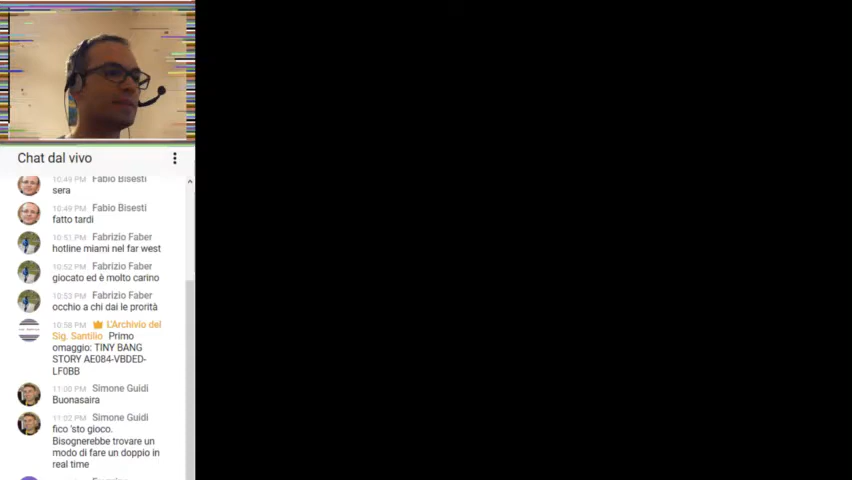 Chat dal vivo
10:49 PM Fabio Bisesti
sera
10:49 PM Fabio Bisesti
fatto tardi
10:51 PM Fabrizio Faber
hotline miami nel far west
10:52 PM Fabrizio Faber
giocato ed è molto carino
10:53 PM Fabrizio Faber
occhio a chi dai le prorità
10:58 PM L'Archivio del
Sig. Santilio Primo
omaggio: TINY BANG
STORY AE084-VBDED-
LF0BB
11:00 PM Simone Guidi
Buonasaira
11:02 PM Simone Guidi
fico 'sto gioco.
Bisognerebbe trovare un
modo di fare un doppio in
real time